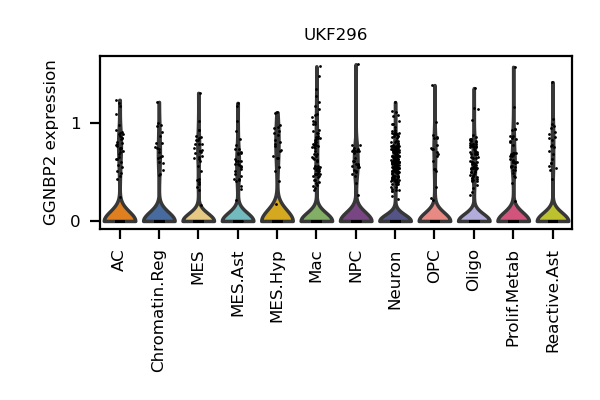 UKF296
GGNBP2 expression
1
0
AC
Chromatin.Reg
MES
MES.Ast
MES.Hyp
Mac
NPC
Neuron
OPC
Oligo
Prolif.Metab
Reactive.Ast